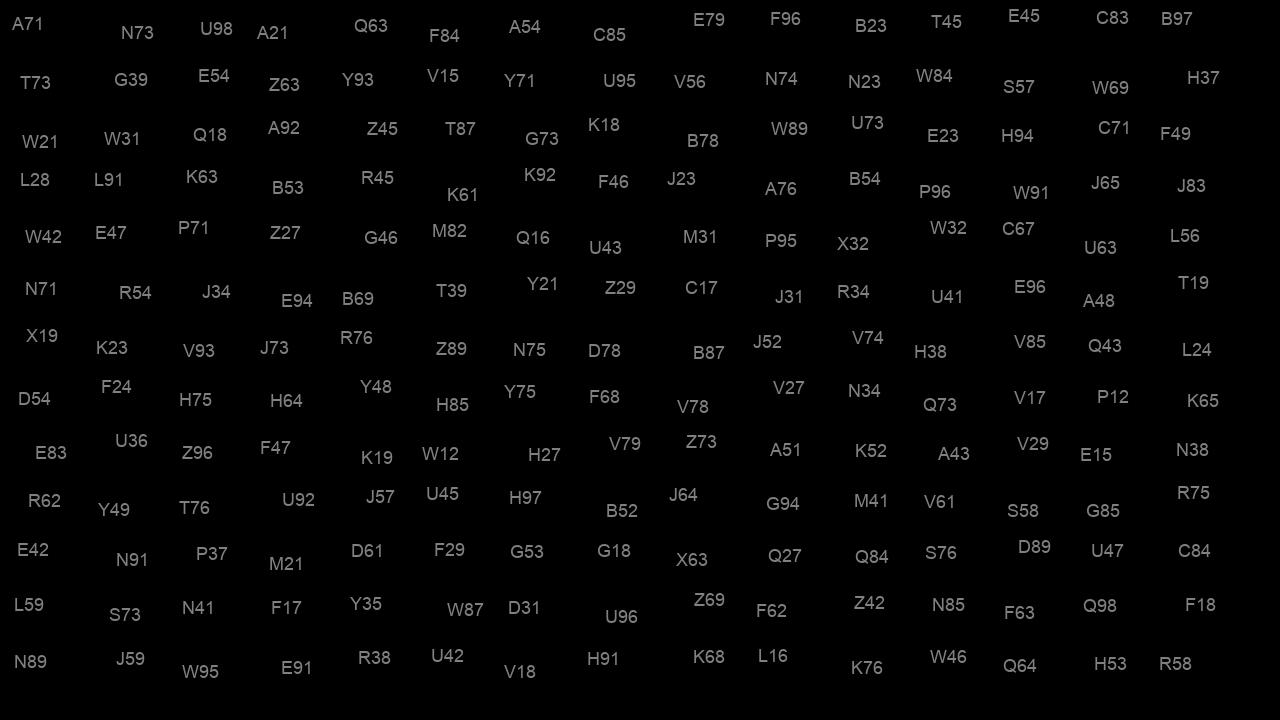 A71 N73 U98 A21 Q63 F84 A54 C85 E79 F96 B23 T45 E45 C83 B97
T73 G39 E54 Z63 Y93 V15 Y71 U95 V56 N74 N23 W84 S57 W69 H37
W21 W31 Q18 A92 Z45 T87 G73 K18 B78 W89 U73 E23 H94 C71 F49
L28 L91 K63 B53 R45 K61 K92 F46 J23 A76 B54 P96 W91 J65 J83
W42 E47 P71 Z27 G46 M82 Q16 U43 M31 P95 X32 W32 C67 U63 L56
N71 R54 J34 E94 B69 T39 Y21 Z29 C17 J31 R34 U41 E96 A48 T19
X19 K23 V93 J73 R76 Z89 N75 D78 B87 J52 V74 H38 V85 Q43 L24
D54 F24 H75 H64 Y48 H85 Y75 F68 V78 V27 N34 Q73 V17 P12 K65
E83 U36 Z96 F47 K19 W12 H27 V79 Z73 A51 K52 A43 V29 E15 N38
R62 Y49 T76 U92 J57 U45 H97 B52 J64 G94 M41 V61 S58 G85 R75
E42 N91 P37 M21 D61 F29 G53 G18 X63 Q27 Q84 S76 D89 U47 C84
L59 S73 N41 F17 Y35 W87 D31 U96 Z69 F62 Z42 N85 F63 Q98 F18
N89 J59 W95 E91 R38 U42 V18 H91 K68 L16 K76 W46 Q64 H53 R58